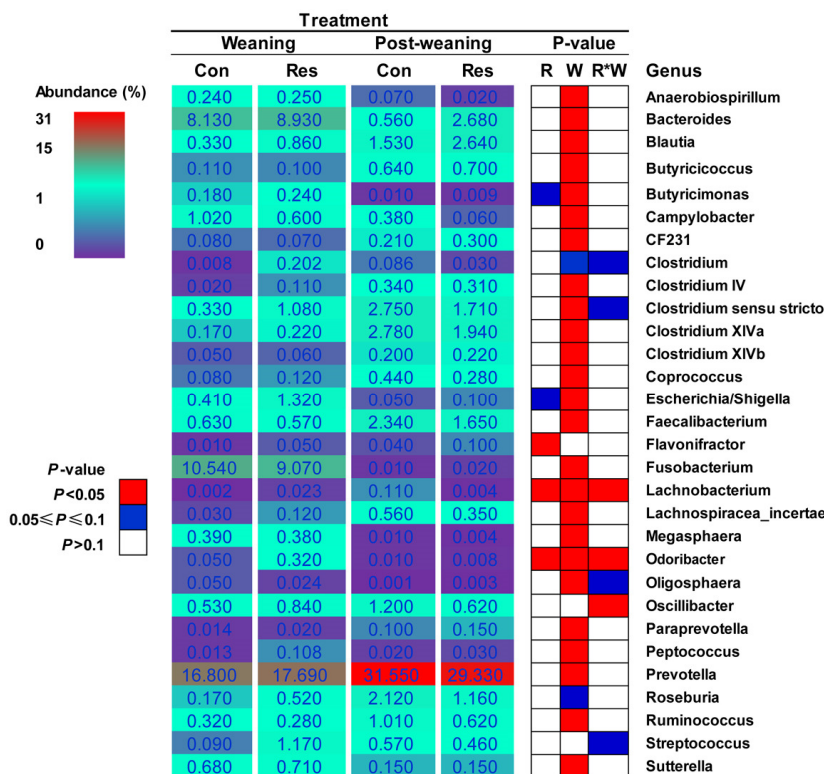 Treatment
Weaning Post-weaning P-value
Con Res Con Res R W R*W Genus
Abundance (%)
31
15
1
0
0.240 0.250 0.070 0.020 Anaerobiospirillum
8.130 8.930 0.560 2.680 Bacteroides
0.330 0.860 1.530 2.640 Blautia
0.110 0.100 0.640 0.700 Butyricicoccus
0.180 0.240 0.010 0.009 Butyricimonas
1.020 0.600 0.380 0.060 Campylobacter
0.080 0.070 0.210 0.300 CF231
0.008 0.202 0.086 0.030 Clostridium
0.020 0.110 0.340 0.310 Clostridium IV
0.330 1.080 2.750 1.710 Clostridium sensu stricto
0.170 0.220 2.780 1.940 Clostridium XIVa
0.050 0.060 0.200 0.220 Clostridium XIVb
0.080 0.120 0.440 0.280 Coprococcus
0.410 1.320 0.050 0.100 Escherichia/Shigella
0.630 0.570 2.340 1.650 Faecalibacterium
0.010 0.050 0.040 0.100 Flavonifractor
10.540 9.070 0.010 0.020 Fusobacterium
0.002 0.023 0.110 0.004 Lachnobacterium
0.030 0.120 0.560 0.350 Lachnospiracea_incertae
0.390 0.380 0.010 0.004 Megasphaera
0.050 0.320 0.010 0.008 Odoribacter
0.050 0.024 0.001 0.003 Oligosphaera
0.530 0.840 1.200 0.620 Oscillibacter
0.014 0.020 0.100 0.150 Paraprevotella
0.013 0.108 0.020 0.030 Peptococcus
16.800 17.690 31.550 29.330 Prevotella
0.170 0.520 2.120 1.160 Roseburia
0.320 0.280 1.010 0.620 Ruminococcus
0.090 1.170 0.570 0.460 Streptococcus
0.680 0.710 0.150 0.150 Sutterella
P-value
P<0.05
0.05≤P≤0.1
P>0.1